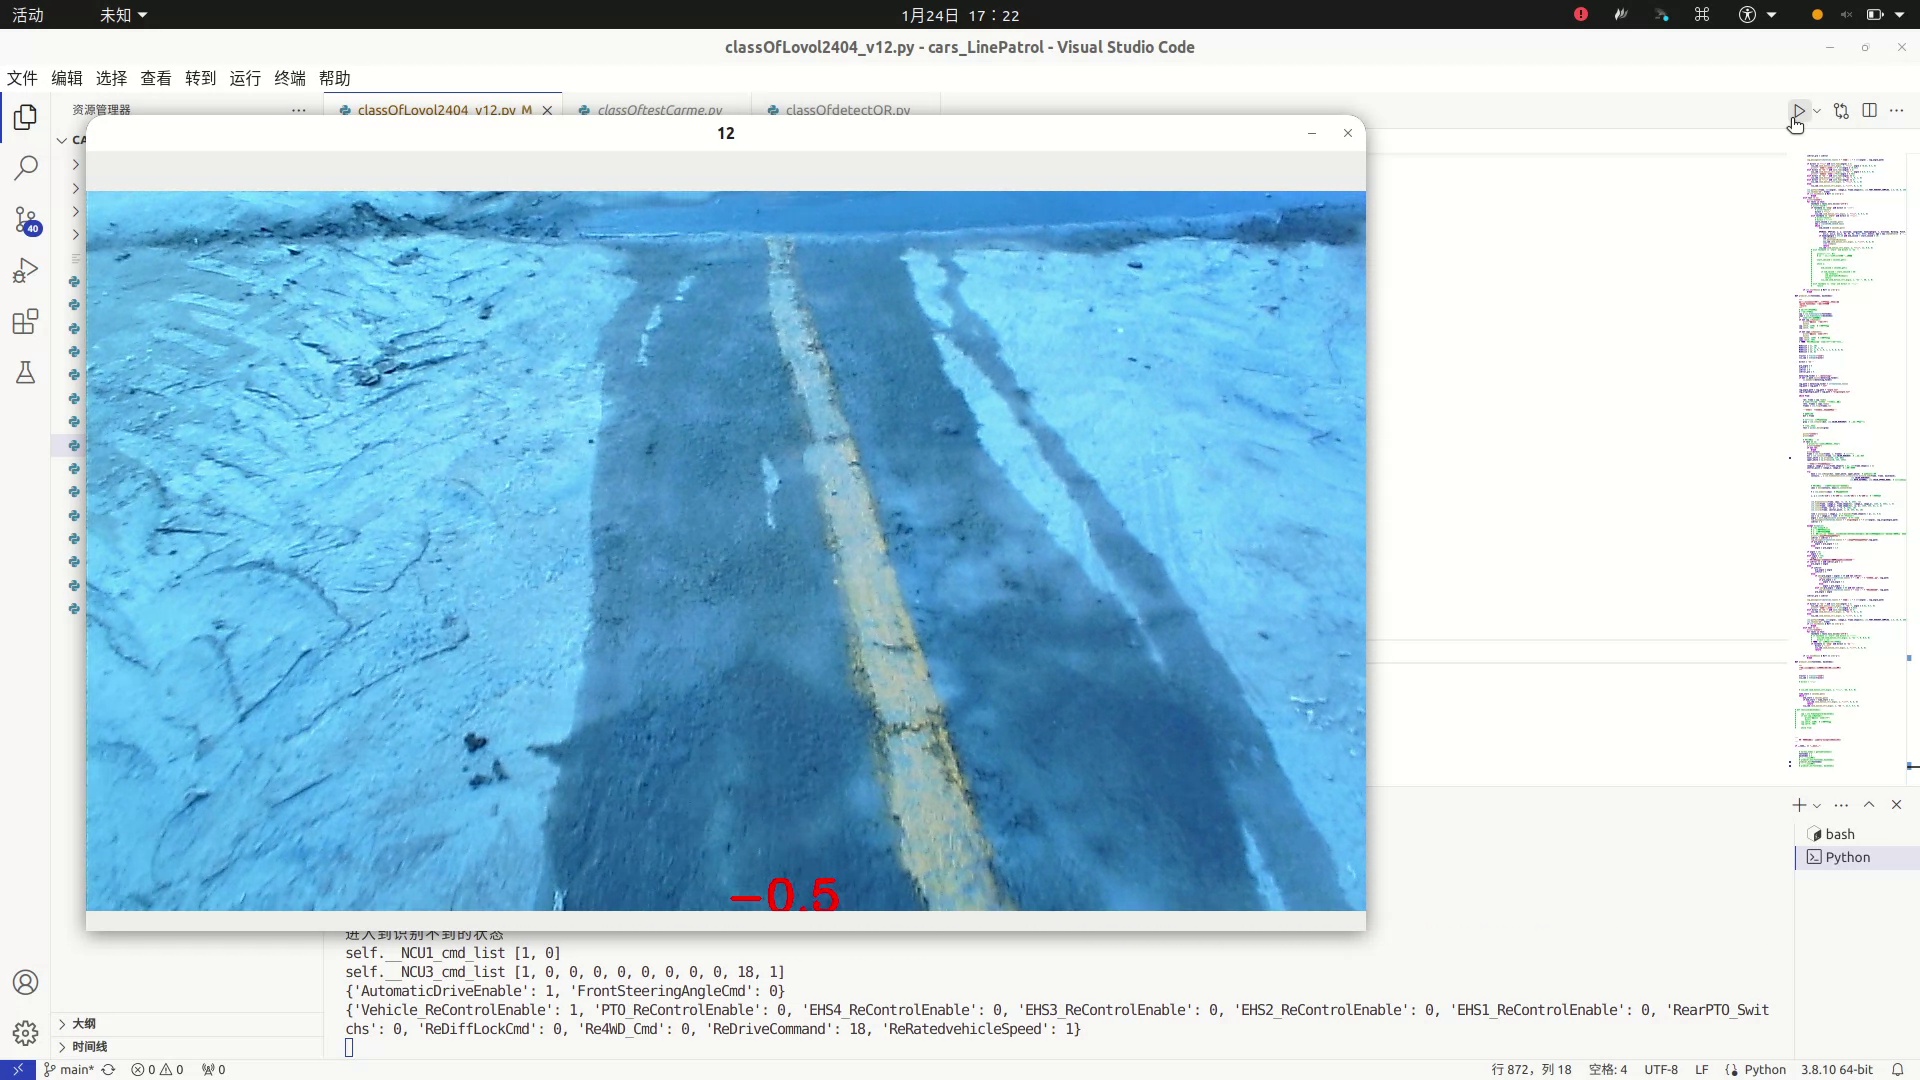 活动
未知
1月24日 17：22
classOfLovol2404_v12.py - cars_LinePatrol - Visual Studio Code
文件 编辑 选择 查看 转到 运行 终端 帮助
资源管理器
classOfLovol2404_v12.py M
classOftestCarme.py
classOfdetectQR.py
CA
12
40
-0.5
bash
Python
进入到识别不到的状态
self.__NCU1_cmd_list [1, 0]
self.__NCU3_cmd_list [1, 0, 0, 0, 0, 0, 0, 0, 0, 18, 1]
{'AutomaticDriveEnable': 1, 'FrontSteeringAngleCmd': 0}
{'Vehicle_ReControlEnable': 1, 'PTO_ReControlEnable': 0, 'EHS4_ReControlEnable': 0, 'EHS3_ReControlEnable': 0, 'EHS2_ReControlEnable': 0, 'EHS1_ReControlEnable': 0, 'RearPTO_Swit
chs': 0, 'ReDiffLockCmd': 0, 'Re4WD_Cmd': 0, 'ReDriveCommand': 18, 'ReRatedvehicleSpeed': 1}
大纲
时间线
main* 0 0 0
行 872，列 18 空格: 4 UTF-8 LF Python 3.8.10 64-bit